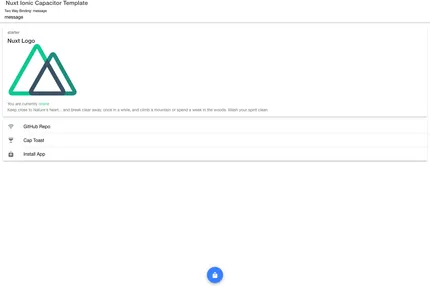 Nuxt Ionic Capacitor Template
Two Way Binding: message
message
starter
Nuxt Logo
You are currently online
Keep close to Nature's heart... and break clear away, once in a while, and climb a mountain or spend a week in the woods. Wash your spirit clean.
GitHub Repo
Cap Toast
Install App